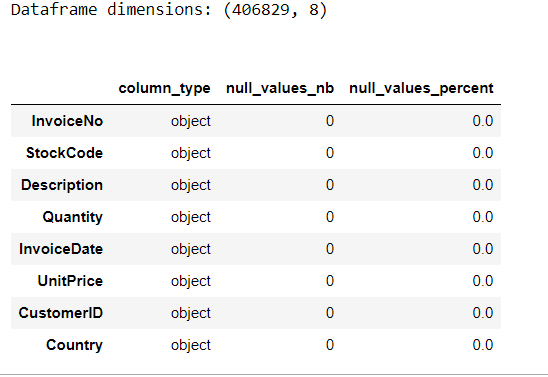 Dataframe dimensions: (406829, 8)
column_type null_values_nb null_values_percent
InvoiceNo object 0 0.0
StockCode object 0 0.0
Description object 0 0.0
Quantity object 0 0.0
InvoiceDate object 0 0.0
UnitPrice object 0 0.0
CustomerID object 0 0.0
Country object 0 0.0